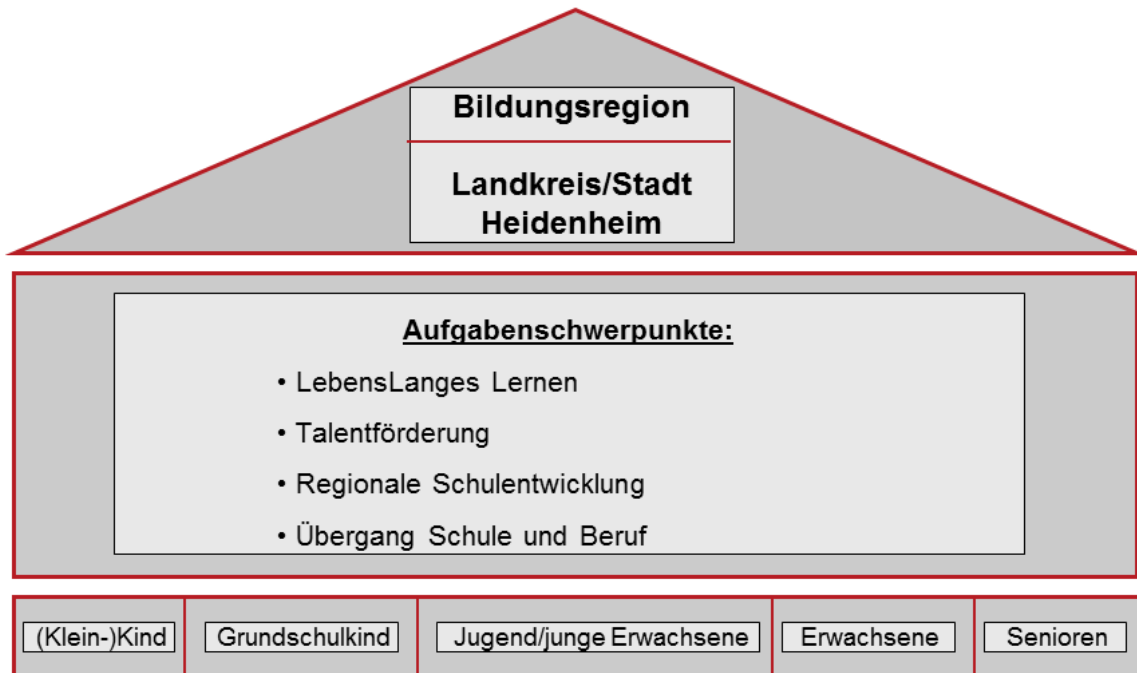 Bildungsregion
Landkreis/Stadt
Heidenheim
Aufgabenschwerpunkte:
• LebensLanges Lernen
• Talentförderung
• Regionale Schulentwicklung
• Übergang Schule und Beruf
(Klein-)Kind
Grundschulkind
Jugend/junge Erwachsene
Erwachsene
Senioren